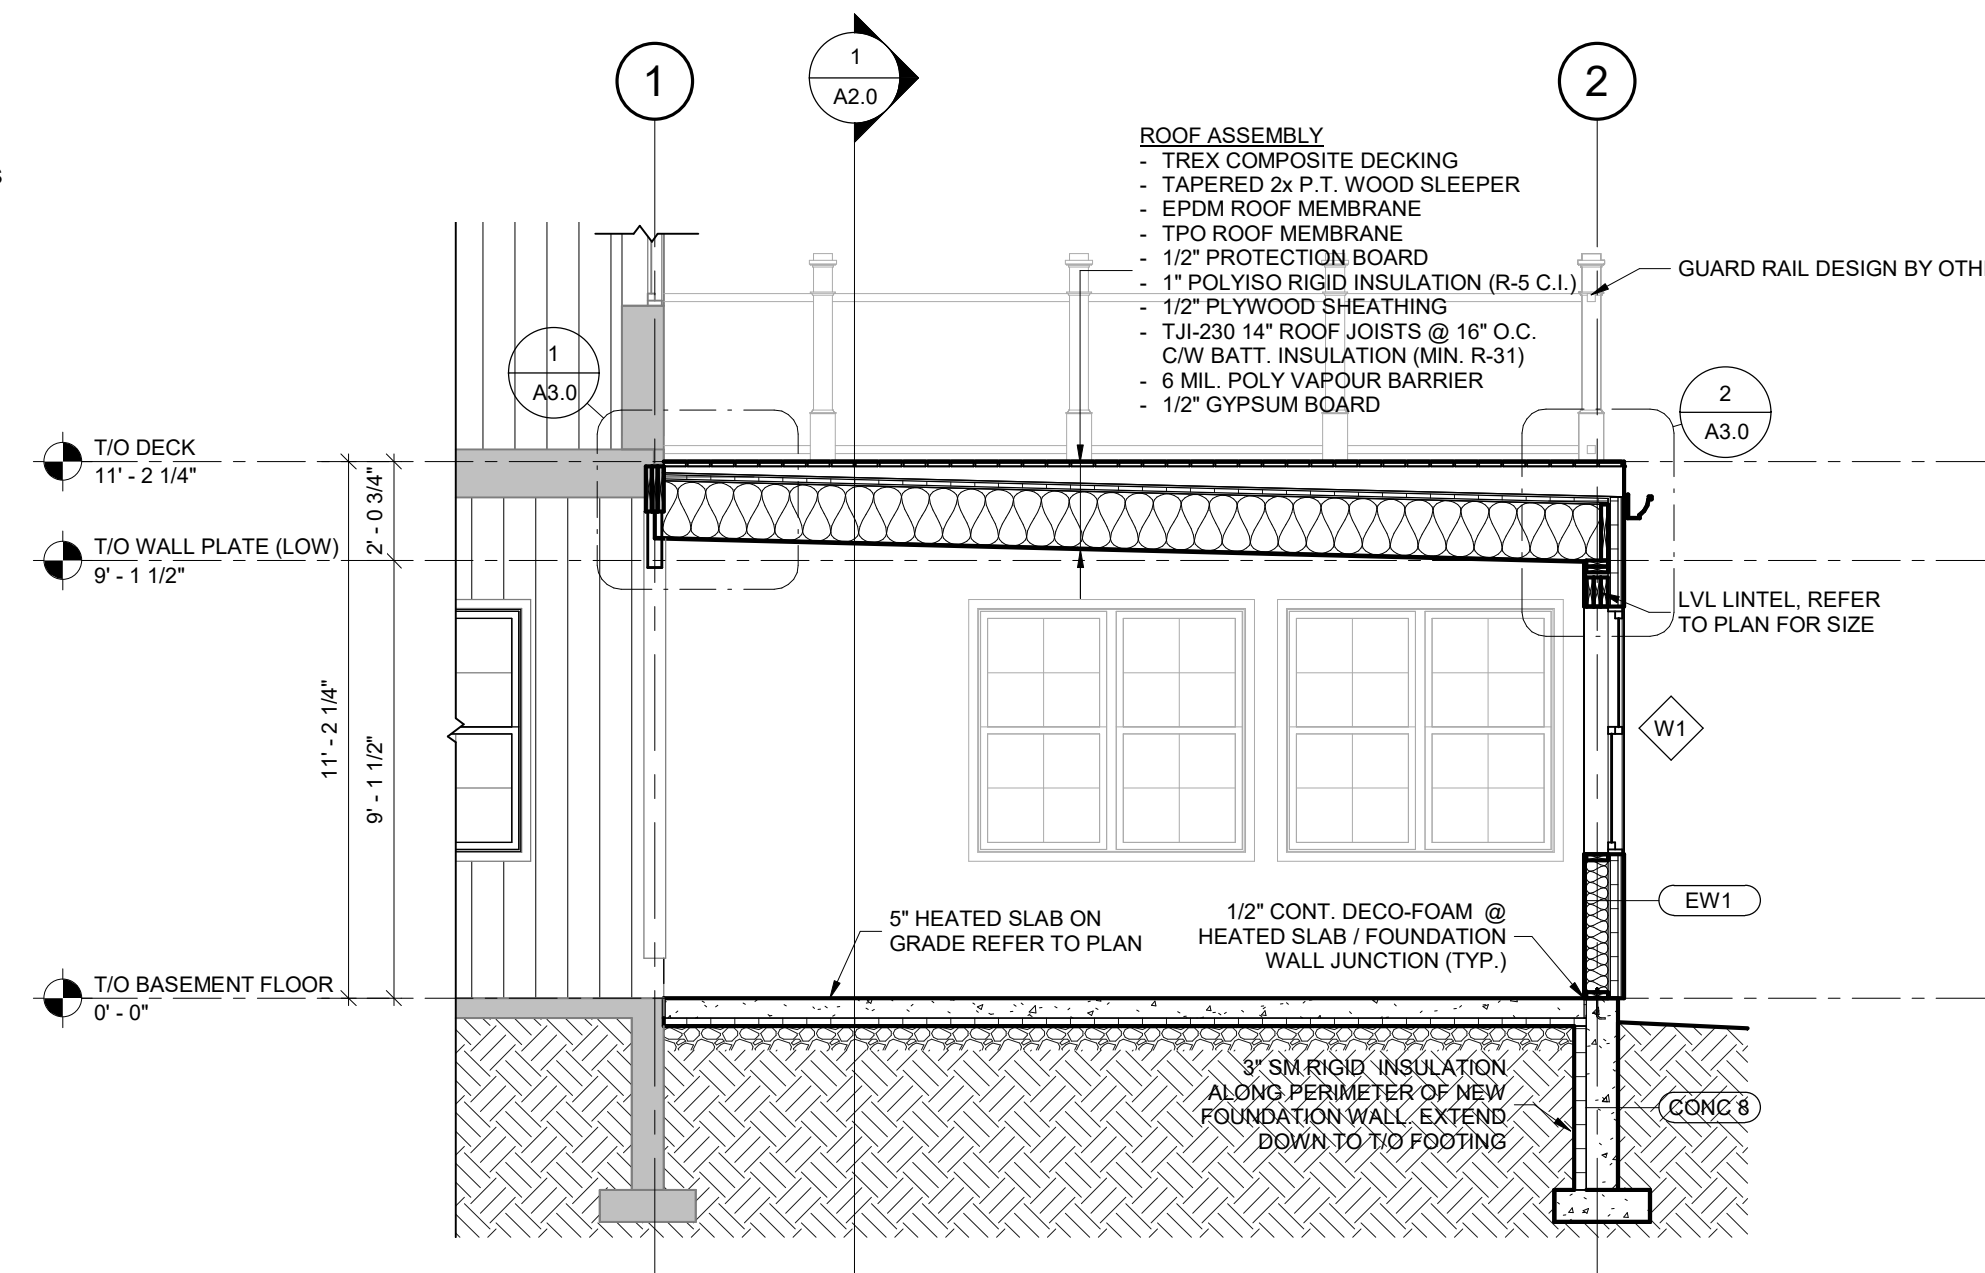 1
1
A2.0
2
ROOF ASSEMBLY
- TREX COMPOSITE DECKING
- TAPERED 2x P.T. WOOD SLEEPER
- EPDM ROOF MEMBRANE
- TPO ROOF MEMBRANE
- 1/2" PROTECTION BOARD
- 1" POLYISO RIGID INSULATION (R-5 C.I.)
- 1/2" PLYWOOD SHEATHING
- TJI-230 14" ROOF JOISTS @ 16" O.C.
C/W BATT. INSULATION (MIN. R-31)
- 6 MIL. POLY VAPOUR BARRIER
- 1/2" GYPSUM BOARD
GUARD RAIL DESIGN BY OTH
1
A3.0
2
A3.0
T/O DECK
11' - 2 1/4"
2' - 0 3/4"
T/O WALL PLATE (LOW)
9' - 1 1/2"
LVL LINTEL, REFER
TO PLAN FOR SIZE
11' - 2 1/4"
9' - 1 1/2"
W1
EW1
5" HEATED SLAB ON
GRADE REFER TO PLAN
1/2" CONT. DECO-FOAM @
HEATED SLAB / FOUNDATION
WALL JUNCTION (TYP.)
T/O BASEMENT FLOOR
0' - 0"
3" SM RIGID INSULATION
ALONG PERIMETER OF NEW
FOUNDATION WALL. EXTEND
DOWN TO T/O FOOTING
CONC 8